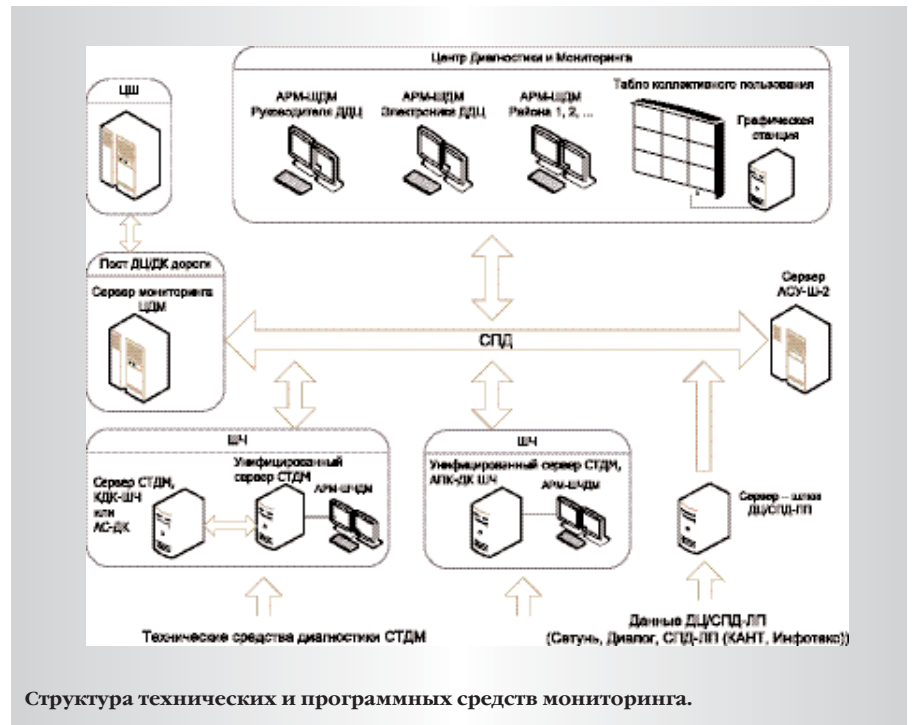 Центр Диагностики и Мониторинга
ЦШ
АРМ-ШДМ
Руководителя ДДЦ
АРМ-ШДМ
Электроника ДДЦ
АРМ-ШДМ
Района 1, 2, ...
Табло коллективного пользования
Графическая
станция
Пост ДЦ/ДК дороги
Сервер мониторинга
ЦДМ
Сервер
АСУ-Ш-2
СПД
ШЧ
Сервер СТДМ,
КДК-ШЧ
или
АС-ДК
Унифицированный
сервер СТДМ
АРМ-ШЧДМ
ШЧ
Унифицированный сервер СТДМ,
АПК-ДК ШЧ
АРМ-ШЧДМ
Сервер – шлюз
ДЦ/СПД-ЛП
Технические средства диагностики СТДМ
Данные ДЦ/СПД-ЛП
(Сетунь, Диалог, СПД-ЛП (КАНТ, Инфотекс))
Структура технических и программных средств мониторинга.